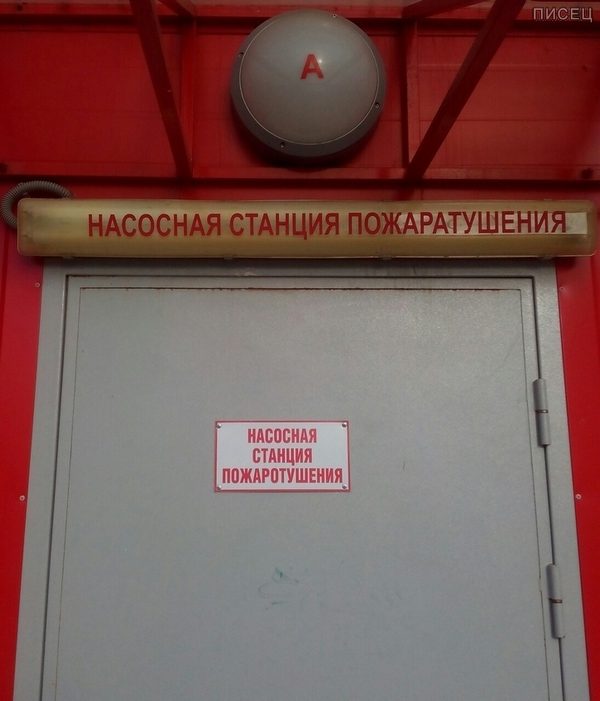 ПИСЕЦ
А
НАСОСНАЯ СТАНЦИЯ ПОЖАРАТУШЕНИЯ
НАСОСНАЯ
СТАНЦИЯ
ПОЖАРОТУШЕНИЯ